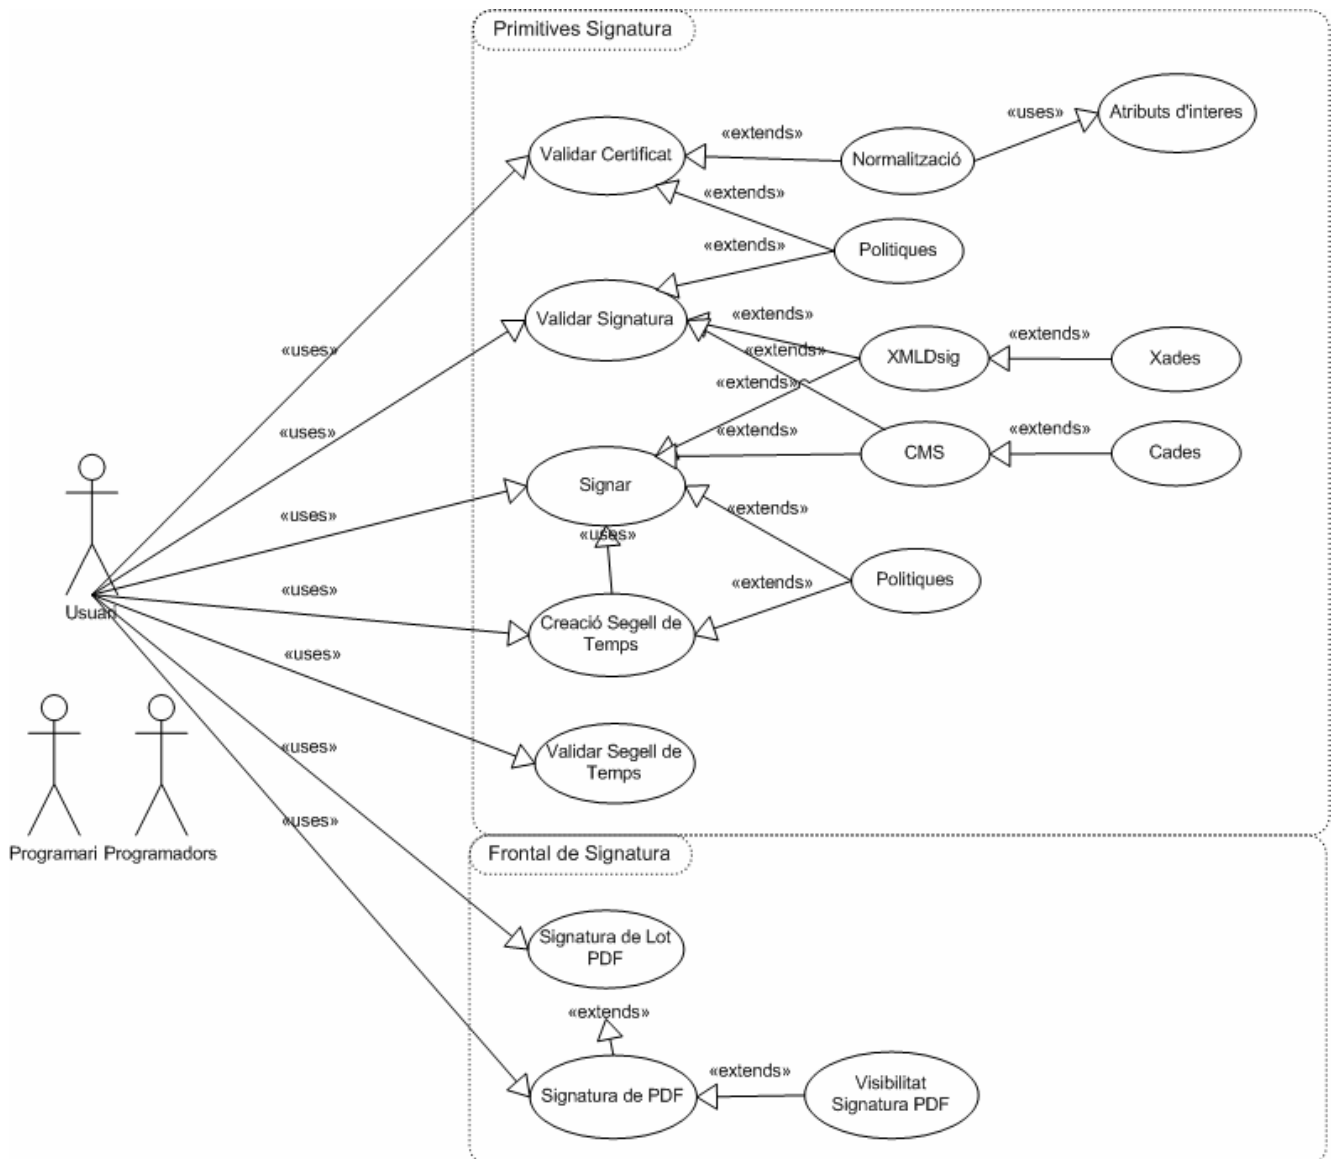 Primitives Signatura
Atributs d'interes
«uses»
«extends»
Validar Certificat
Normalització
«extends»
«extends»
Politiques
Validar Signatura
«extends»
«uses»
«extends»
XMLDsig
«extends»
Xades
«extends»
«uses»
«extends»
CMS
«extends»
Cades
Signar
«extends»
«uses»
«uses»
Politiques
«extends»
«uses»
Usuari
Creació Segell de
Temps
«uses»
Validar Segell de
Temps
«uses»
«uses»
Programari
Programadors
Frontal de Signatura
Signatura de Lot
PDF
«extends»
Signatura de PDF
«extends»
Visibilitat
Signatura PDF